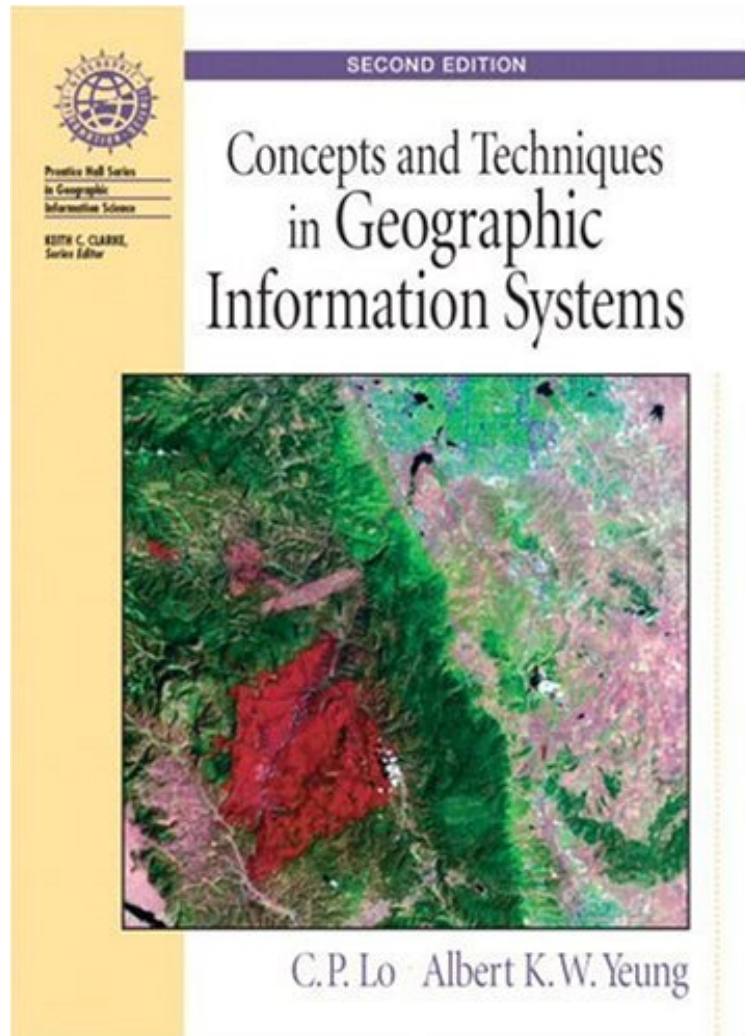 SECOND EDITION
Prentice Hall Series
in Geographic
Information Science
KEITH C. CLARKE,
Series Editor
Concepts and Techniques
in Geographic
Information Systems
C.P. Lo Albert K.W. Yeung